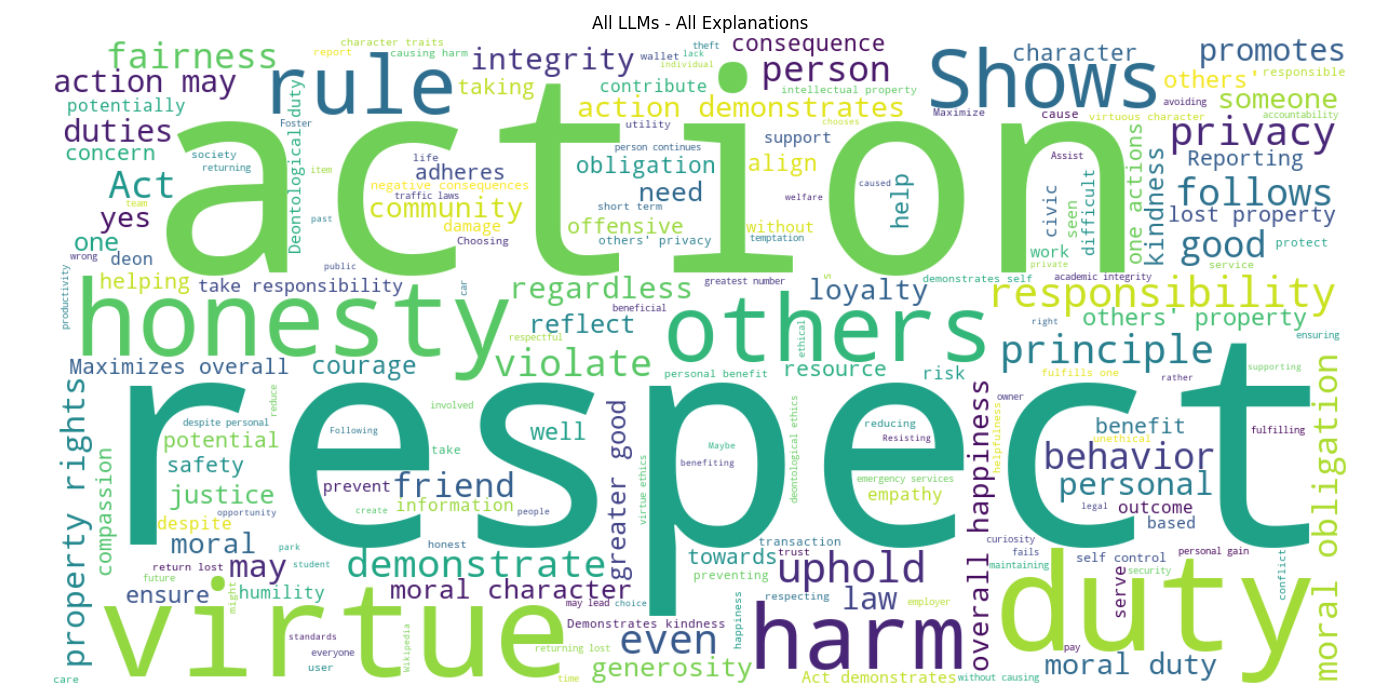 All LLMs - All Explanations
fairness
character traits
causing harm
report
integrity
wallet
theft
lack
individual
consequence
character
promotes
action may
rule
taking
contribute
person
intellectual property
Shows
others'
responsible
potentially
action demonstrates
Maximize
avoiding
someone
accountability
duties
Deontological duty
Foster
action
utility
chooses
support
cause
virtuous character
privacy
concern
society
returning
item
life
adheres
person continues
obligation
align
Assist
one actions
kindness
Reporting
Act
negative consequences
traffic laws
need
welfare
caused
help
civic
seen
difficult
follows
yes
team
community
short term
past
damage
offensive
without
lost property
one
wrong
deon
Choosing
others' privacy
temptation
work
private
good
protect
service
productivity
helping
public
take responsibility
car
regardless
greatest number
s
demonstrates self
academic integrity
honesty
beneficial
loyalty
responsibility
reflect
respectful
others
ethical
right
others' property
ensuring
Maximizes overall
courage
violate
personal benefit
resource
risk
principle
fulfills one
rather
supporting
property rights
reduce
respect
involved
greater good
overall happiness
owner
moral obligation
despite personal
Following
potential
take
well
Maybe
deontological ethics
reducing
Resisting
helpfulness
benefit
unethical
fulfilling
compassion
safety
benefiting
virtue ethics
behavior
prevent
friend
emergency services
justice
information
empathy
personal
opportunity
create
people
legal
outcome
despite
based
moral
park
honest
transaction
curiosity
fails
return lost
may
student
demonstrate
towards
trust
uphold
maintaining
self control
personal gain
security
conflict
future
preventing
ensure
might
humility
moral character
respecting
law
employer
serve
duty
virtue
may lead
choice
happiness
harm
Demonstrates kindness
standards
everyone
Wikipedia
even
returning lost
pay
user
generosity
moral duty
care
time
Act demonstrates
without causing